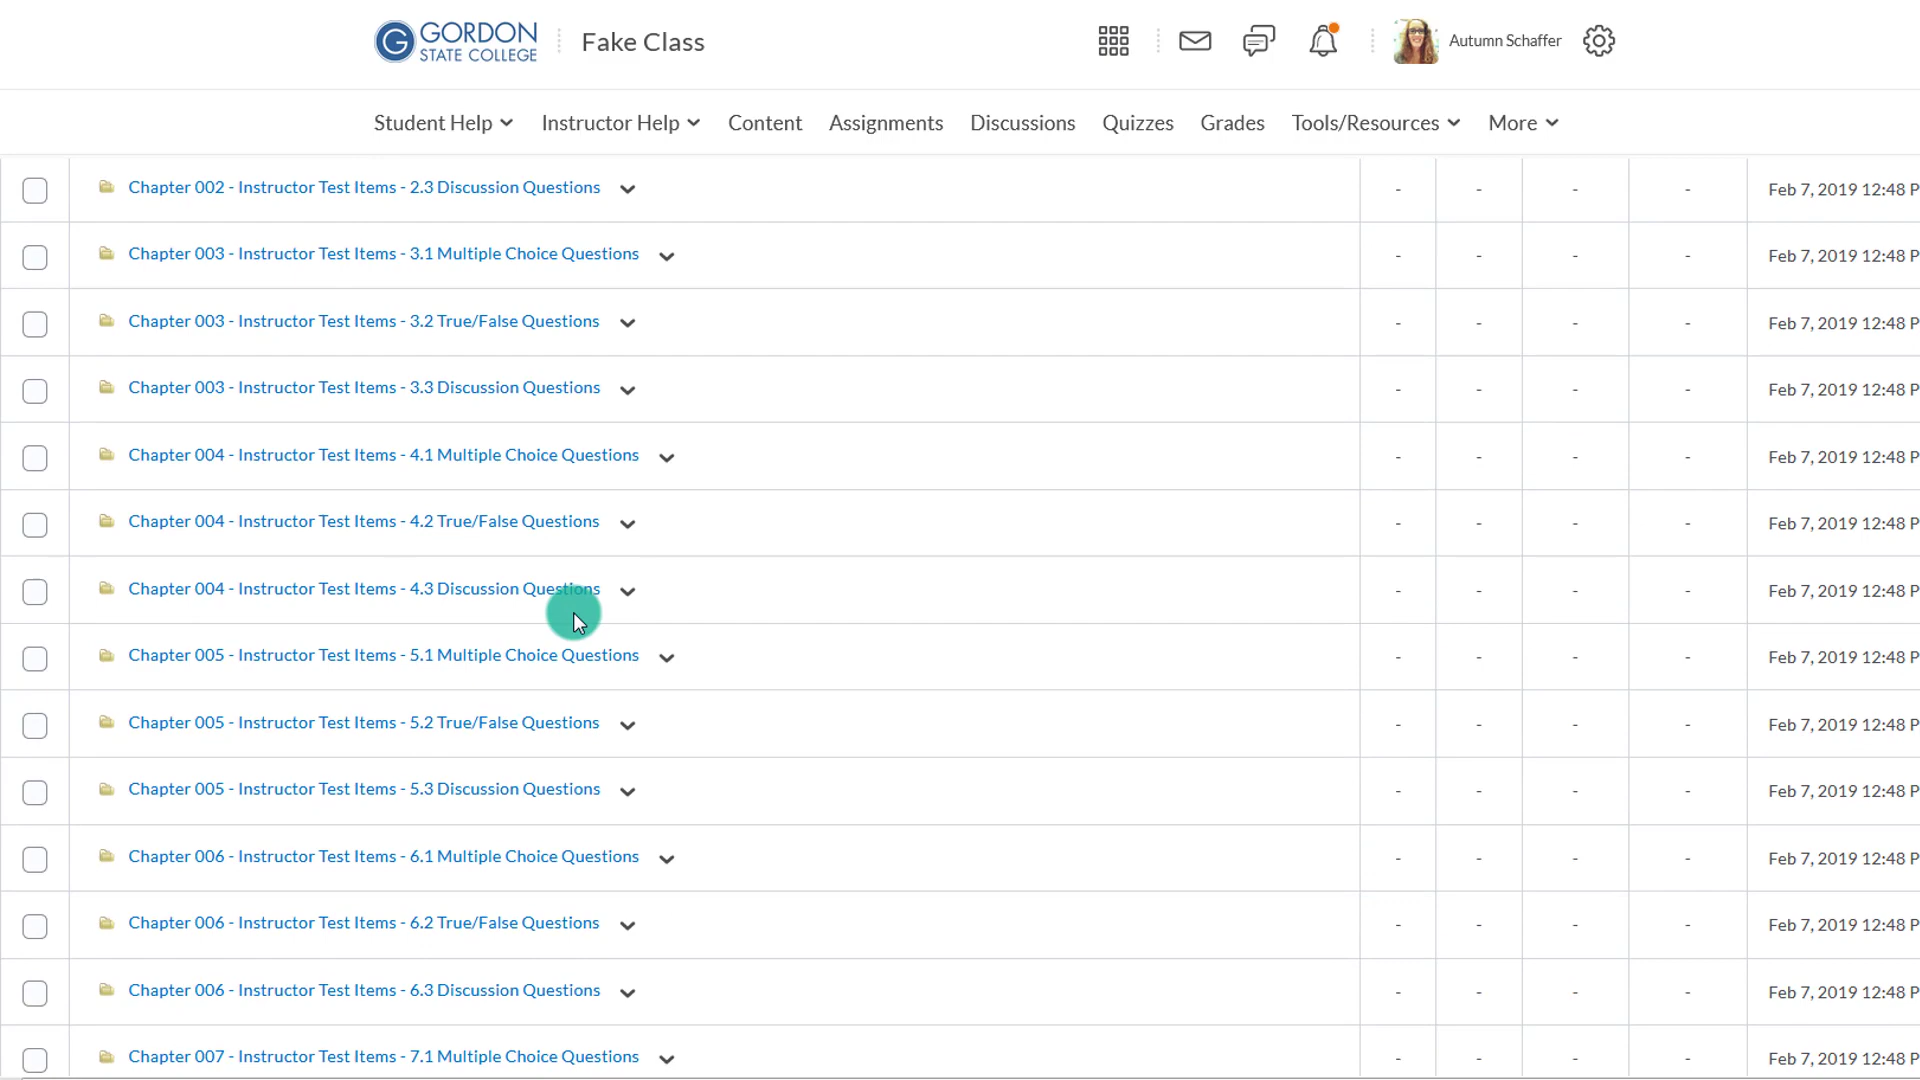 GORDON
STATE COLLEGE
Fake Class
Autumn Schaffer
Student Help Instructor Help Content Assignments Discussions Quizzes Grades Tools/Resources More
Chapter 002 - Instructor Test Items - 2.3 Discussion Questions - - - - Feb 7, 2019 12:48 P
Chapter 003 - Instructor Test Items - 3.1 Multiple Choice Questions - - - - Feb 7, 2019 12:48 P
Chapter 003 - Instructor Test Items - 3.2 True/False Questions - - - - Feb 7, 2019 12:48 P
Chapter 003 - Instructor Test Items - 3.3 Discussion Questions - - - - Feb 7, 2019 12:48 P
Chapter 004 - Instructor Test Items - 4.1 Multiple Choice Questions - - - - Feb 7, 2019 12:48 P
Chapter 004 - Instructor Test Items - 4.2 True/False Questions - - - - Feb 7, 2019 12:48 P
Chapter 004 - Instructor Test Items - 4.3 Discussion Questions - - - - Feb 7, 2019 12:48 P
Chapter 005 - Instructor Test Items - 5.1 Multiple Choice Questions - - - - Feb 7, 2019 12:48 P
Chapter 005 - Instructor Test Items - 5.2 True/False Questions - - - - Feb 7, 2019 12:48 P
Chapter 005 - Instructor Test Items - 5.3 Discussion Questions - - - - Feb 7, 2019 12:48 P
Chapter 006 - Instructor Test Items - 6.1 Multiple Choice Questions - - - - Feb 7, 2019 12:48 P
Chapter 006 - Instructor Test Items - 6.2 True/False Questions - - - - Feb 7, 2019 12:48 P
Chapter 006 - Instructor Test Items - 6.3 Discussion Questions - - - - Feb 7, 2019 12:48 P
Chapter 007 - Instructor Test Items - 7.1 Multiple Choice Questions - - - - Feb 7, 2019 12:48 P